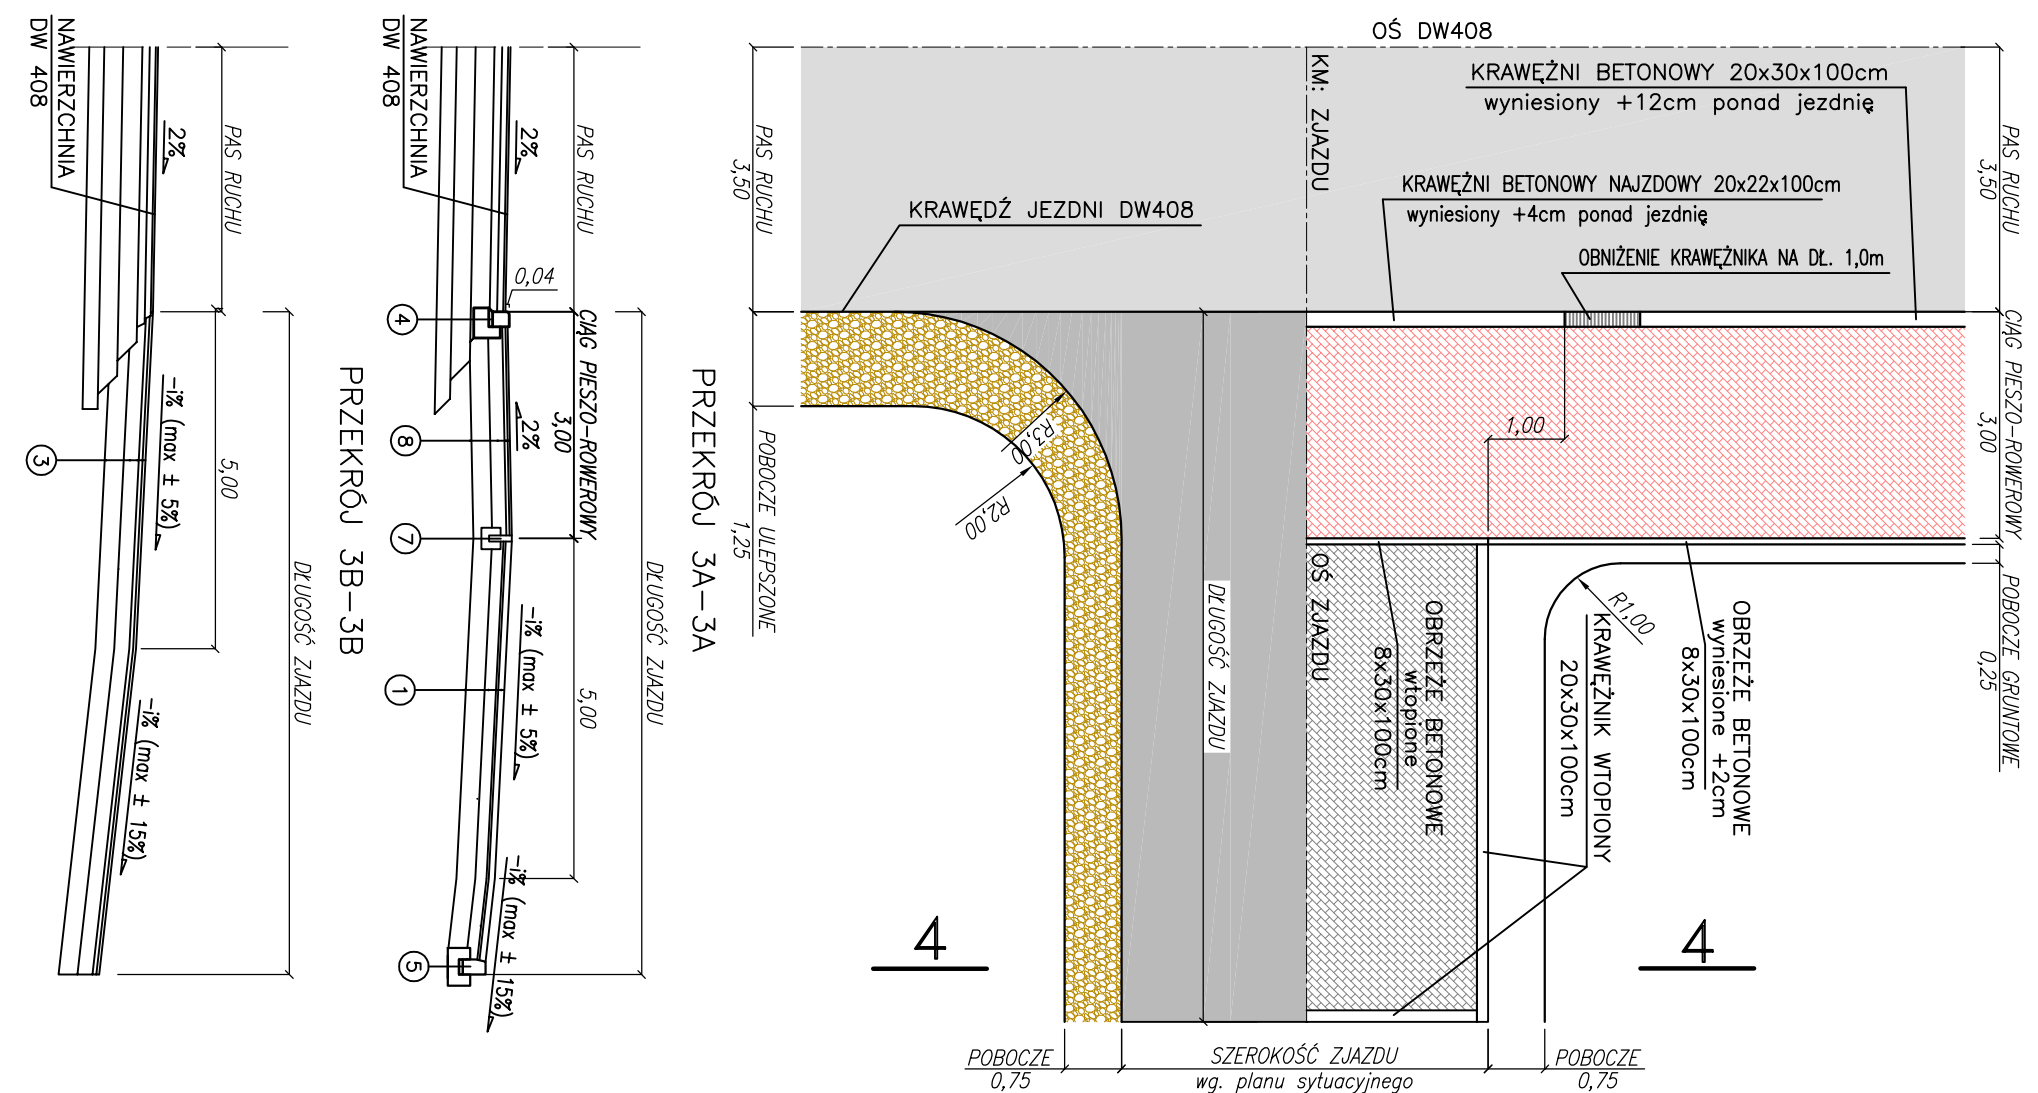 OŚ DW408
KM: ZJAZDU
KRAWĘŻNI BETONOWY 20x30x100cm
wyniesiony +12cm ponad jezdnię
KRAWĘŻNI BETONOWY NAJZDOWY 20x22x100cm
wyniesiony +4cm ponad jezdnię
OBNIŻENIE KRAWĘŻNIKA NA DŁ. 1,0m
KRAWĘDŹ JEZDNI DW408
PAS RUCHU
3,50
CIĄG PIESZO-ROWEROWY
3,00
POBOCZE GRUNTOWE
0,25
PAS RUCHU
3,50
POBOCZE ULEPSZONE
1,25
R3,00
R2,00
1,00
R1,00
DŁUGOŚĆ ZJAZDU
OŚ ZJAZDU
OBRZEŻE BETONOWE
wtopione
8x30x100cm
KRAWĘŻNIK WTOPIONY
20x30x100cm
OBRZEŻE BETONOWE
wyniesione +2cm
8x30x100cm
4
4
POBOCZE
0,75
SZEROKOŚĆ ZJAZDU
wg. planu sytuacyjnego
POBOCZE
0,75
PRZEKRÓJ 3A-3A
NAWIERZCHNIA
DW 408
2%
PAS RUCHU
0,04
CIĄG PIESZO-ROWEROWY
3,00
2%
DŁUGOŚĆ ZJAZDU
5,00
-i% (max ± 5%)
-i% (max ± 15%)
4
8
7
1
5
PRZEKRÓJ 3B-3B
NAWIERZCHNIA
DW 408
2%
PAS RUCHU
5,00
DŁUGOŚĆ ZJAZDU
-i% (max ± 5%)
-i% (max ± 15%)
3